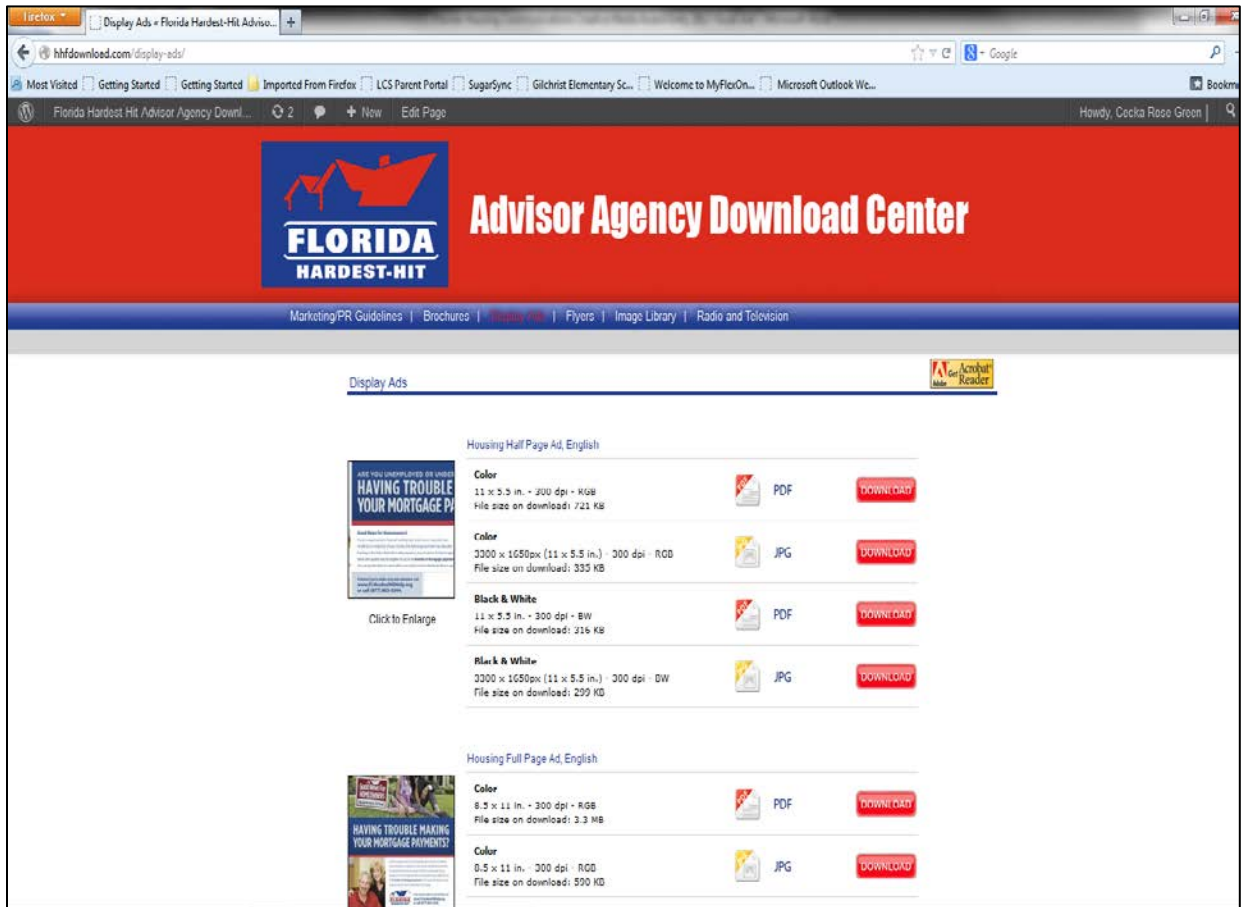 Firefox
Display Ads « Florida Hardest-Hit Adviso... +
hhfdownload.com/display-ads/
Google
Most Visited Getting Started Getting Started Imported From Firefox LCS Parent Portal SugarSync Gilchrist Elementary Sc... Welcome to MyFlexOn... Microsoft Outlook We... Bookm
Florida Hardest Hit Advisor Agency Downl... 2 + New Edit Page Howdy, Cecka Rose Green
FLORIDA
HARDEST-HIT
Advisor Agency Download Center
Marketing/PR Guidelines | Brochures | Display Ads | Flyers | Image Library | Radio and Television
Display Ads
Adobe Get Acrobat Reader
Housing Half Page Ad, English
ARE YOU UNEMPLOYED OR UNDER
HAVING TROUBLE
YOUR MORTGAGE PA
Click to Enlarge
Color
11 x 5.5 in. - 300 dpi - RGB
File size on download: 721 KB
PDF
DOWNLOAD
Color
3300 x 1650px (11 x 5.5 in.) - 300 dpi - RGB
File size on download: 335 KB
JPG
DOWNLOAD
Black & White
11 x 5.5 in. - 300 dpi - BW
File size on download: 316 KB
PDF
DOWNLOAD
Black & White
3300 x 1650px (11 x 5.5 in.) - 300 dpi - BW
File size on download: 299 KB
JPG
DOWNLOAD
Housing Full Page Ad, English
HAVING TROUBLE MAKING
YOUR MORTGAGE PAYMENTS?
Color
8.5 x 11 in. - 300 dpi - RGB
File size on download: 3.3 MB
PDF
DOWNLOAD
Color
8.5 x 11 in. - 300 dpi - RGB
File size on download: 590 KB
JPG
DOWNLOAD